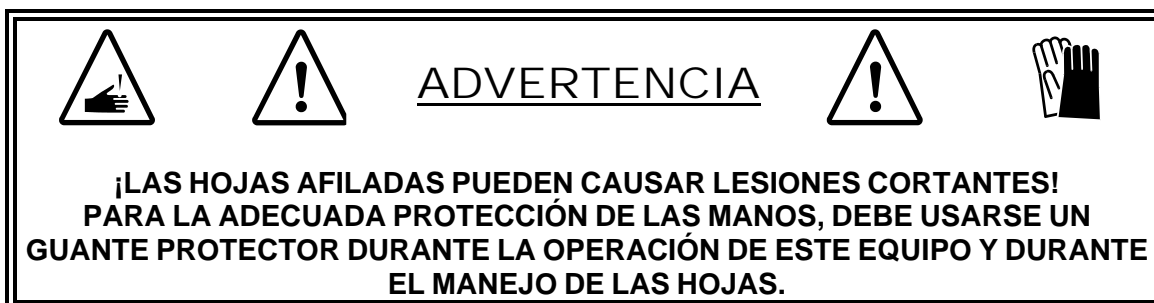 ADVERTENCIA
¡LAS HOJAS AFILADAS PUEDEN CAUSAR LESIONES CORTANTES!
PARA LA ADECUADA PROTECCIÓN DE LAS MANOS, DEBE USARSE UN
GUANTE PROTECTOR DURANTE LA OPERACIÓN DE ESTE EQUIPO Y DURANTE
EL MANEJO DE LAS HOJAS.